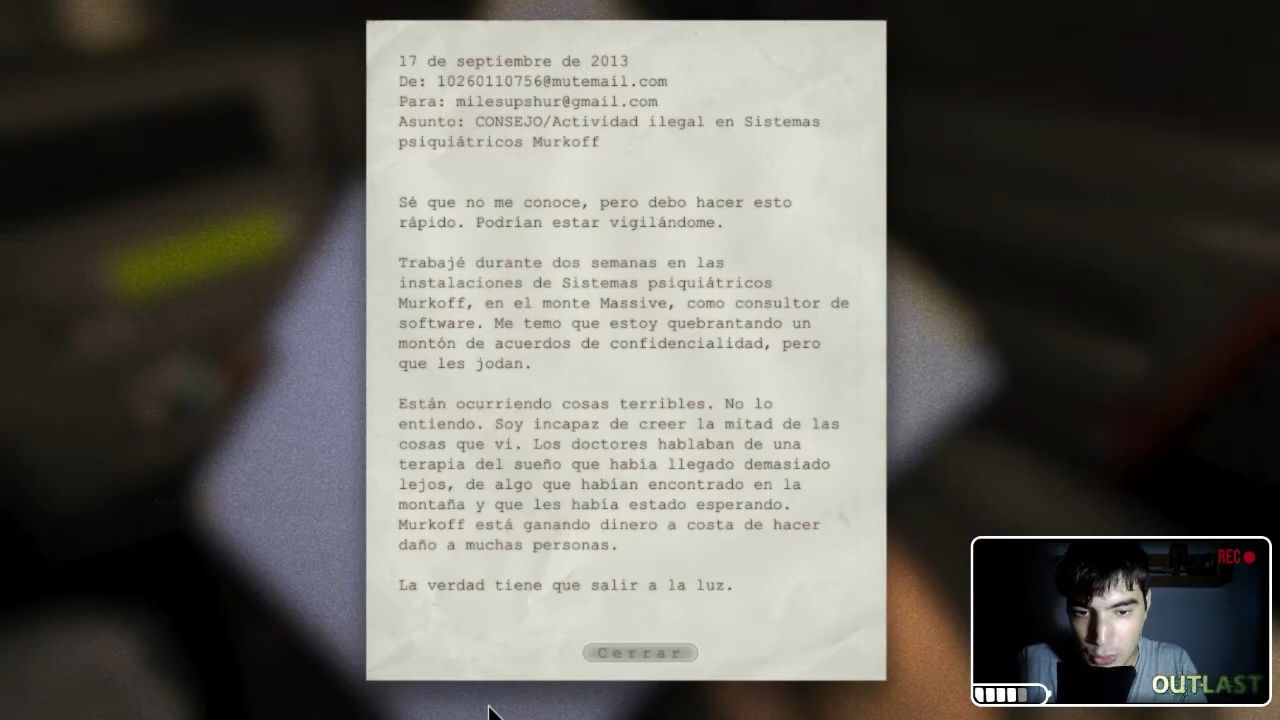 17 de septiembre de 2013
De: 10260110756@mutemail.com
Para: milesupshur@gmail.com
Asunto: CONSEJO/Actividad ilegal en Sistemas
psiquiátricos Murkoff
Sé que no me conoce, pero debo hacer esto
rápido. Podrían estar vigilándome.
Trabajé durante dos semanas en las
instalaciones de Sistemas psiquiátricos
Murkoff, en el monte Massive, como consultor de
software. Me temo que estoy quebrantando un
montón de acuerdos de confidencialidad, pero
que les jodan.
Están ocurriendo cosas terribles. No lo
entiendo. Soy incapaz de creer la mitad de las
cosas que vi. Los doctores hablaban de una
terapia del sueño que había llegado demasiado
lejos, de algo que habían encontrado en la
montaña y que les había estado esperando.
Murkoff está ganando dinero a costa de hacer
daño a muchas personas.
La verdad tiene que salir a la luz.
Cerrar
REC
OUTLAST